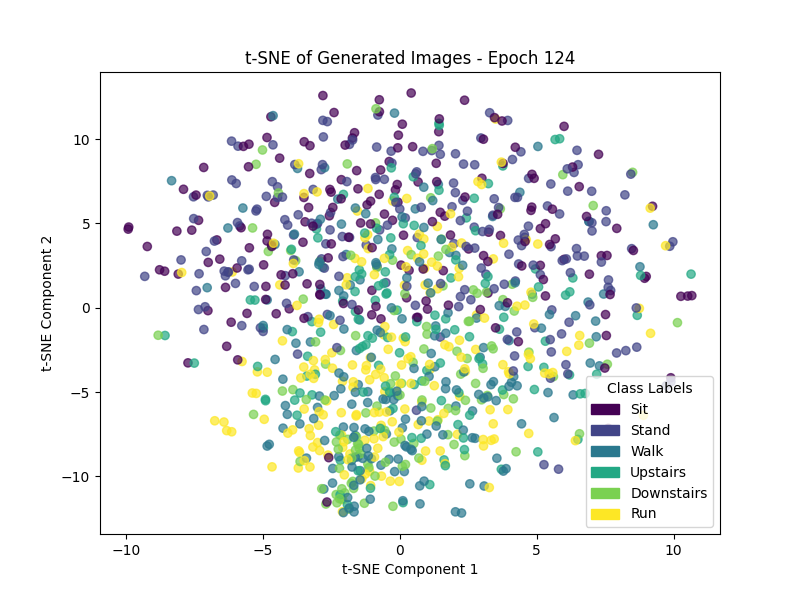 t-SNE of Generated Images - Epoch 124
t-SNE Component 2
10
5
0
−5
−10
−10
−5
0
5
10
t-SNE Component 1
Class Labels
Sit
Stand
Walk
Upstairs
Downstairs
Run